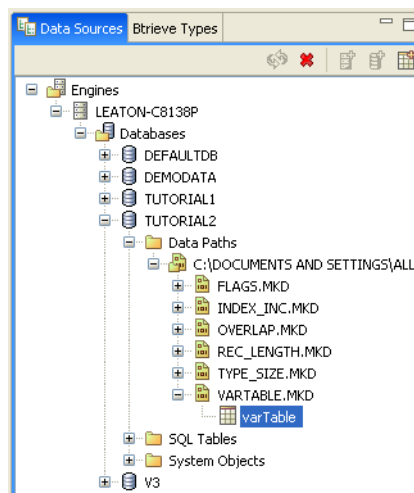 Data Sources Btrieve Types
Engines
LEATON-C8138P
Databases
DEFAULTDB
DEMODATA
TUTORIAL1
TUTORIAL2
Data Paths
C:\DOCUMENTS AND SETTINGS\ALL
FLAGS.MKD
INDEX_INC.MKD
OVERLAP.MKD
REC_LENGTH.MKD
TYPE_SIZE.MKD
VARTABLE.MKD
varTable
SQL Tables
System Objects
V3